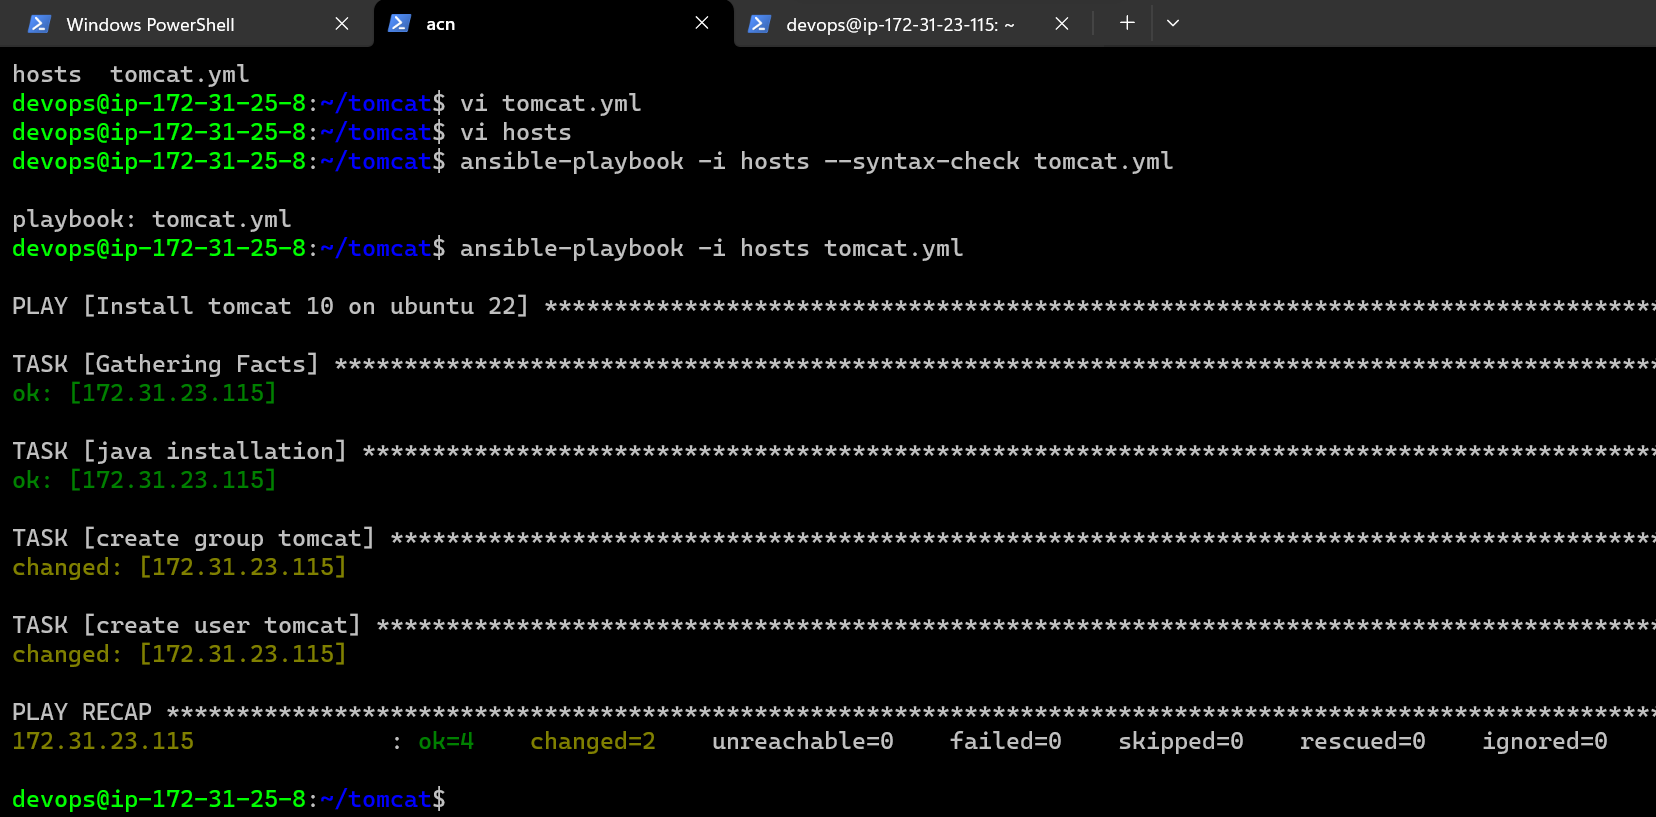 Windows PowerShell acn devops@ip-172-31-23-115: ~
hosts  tomcat.yml
devops@ip-172-31-25-8:~/tomcat$ vi tomcat.yml
devops@ip-172-31-25-8:~/tomcat$ vi hosts
devops@ip-172-31-25-8:~/tomcat$ ansible-playbook -i hosts --syntax-check tomcat.yml
playbook: tomcat.yml
devops@ip-172-31-25-8:~/tomcat$ ansible-playbook -i hosts tomcat.yml
PLAY [Install tomcat 10 on ubuntu 22] ********************************************************************************
TASK [Gathering Facts] ***********************************************************************************************
ok: [172.31.23.115]
TASK [java installation] *********************************************************************************************
ok: [172.31.23.115]
TASK [create group tomcat] *******************************************************************************************
changed: [172.31.23.115]
TASK [create user tomcat] ********************************************************************************************
changed: [172.31.23.115]
PLAY RECAP ***********************************************************************************************************
172.31.23.115              : ok=4    changed=2    unreachable=0    failed=0    skipped=0    rescued=0    ignored=0
devops@ip-172-31-25-8:~/tomcat$